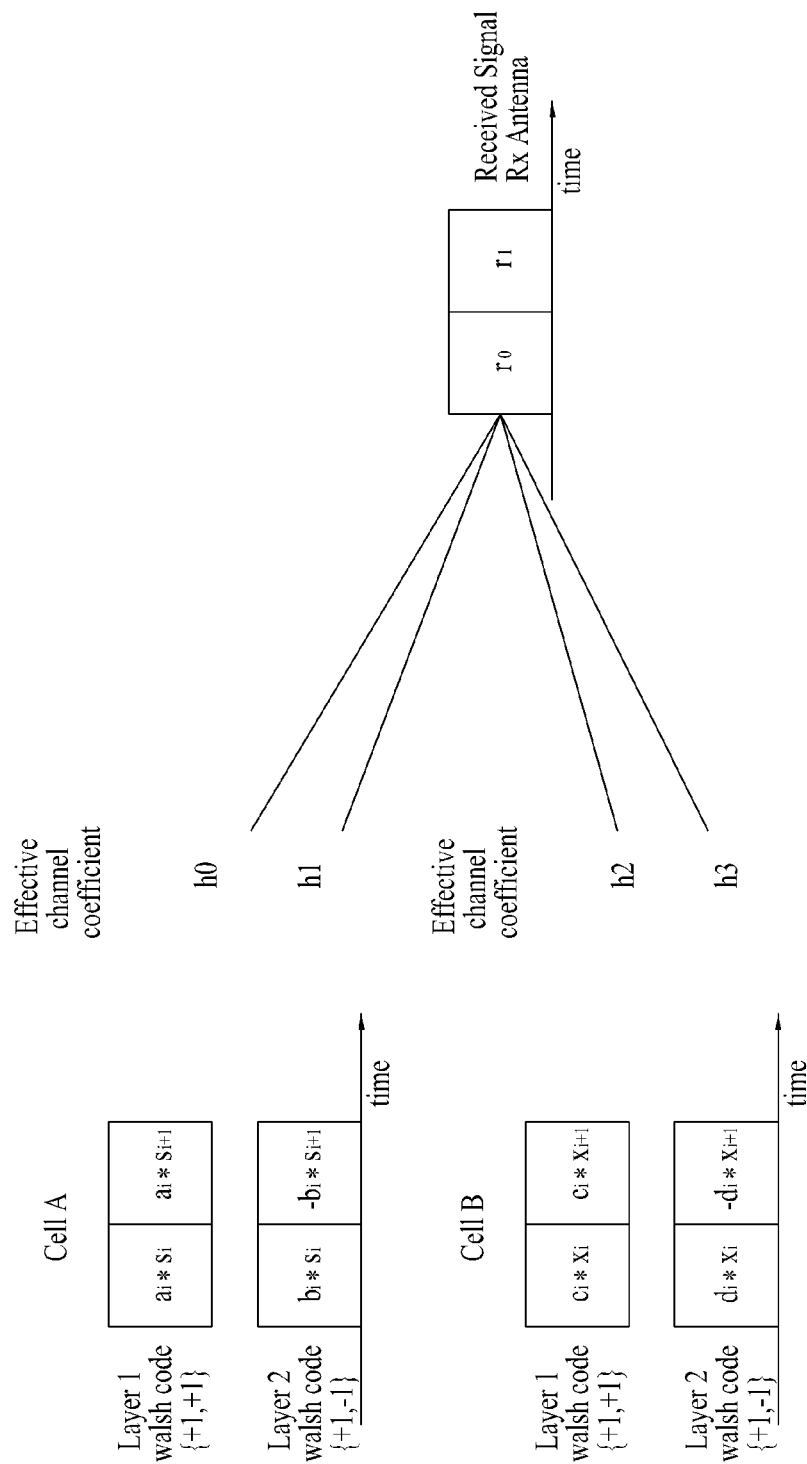 Cell A
Layer 1
walsh code
{+1,+1}
ai * si
ai * si+1
Layer 2
walsh code
{+1,-1}
bi * si
-bi * si+1
time
Cell B
Layer 1
walsh code
{+1,+1}
ci * xi
ci * xi+1
Layer 2
walsh code
{+1,-1}
di * xi
-di * xi+1
time
Effective
channel
coefficient
h0
h1
Effective
channel
coefficient
h2
h3
r0
r1
Received Signal
Rx Antenna
time